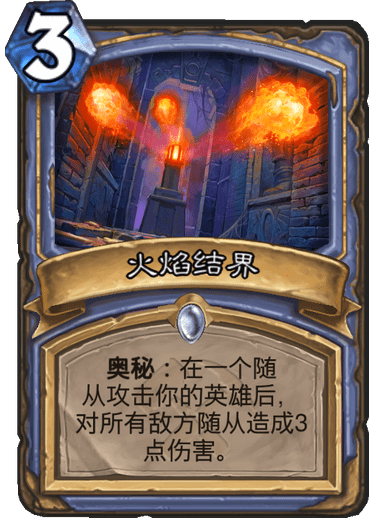 3
火焰结界
奥秘：在一个随
从攻击你的英雄后，
对所有敌方随从造成3
点伤害。